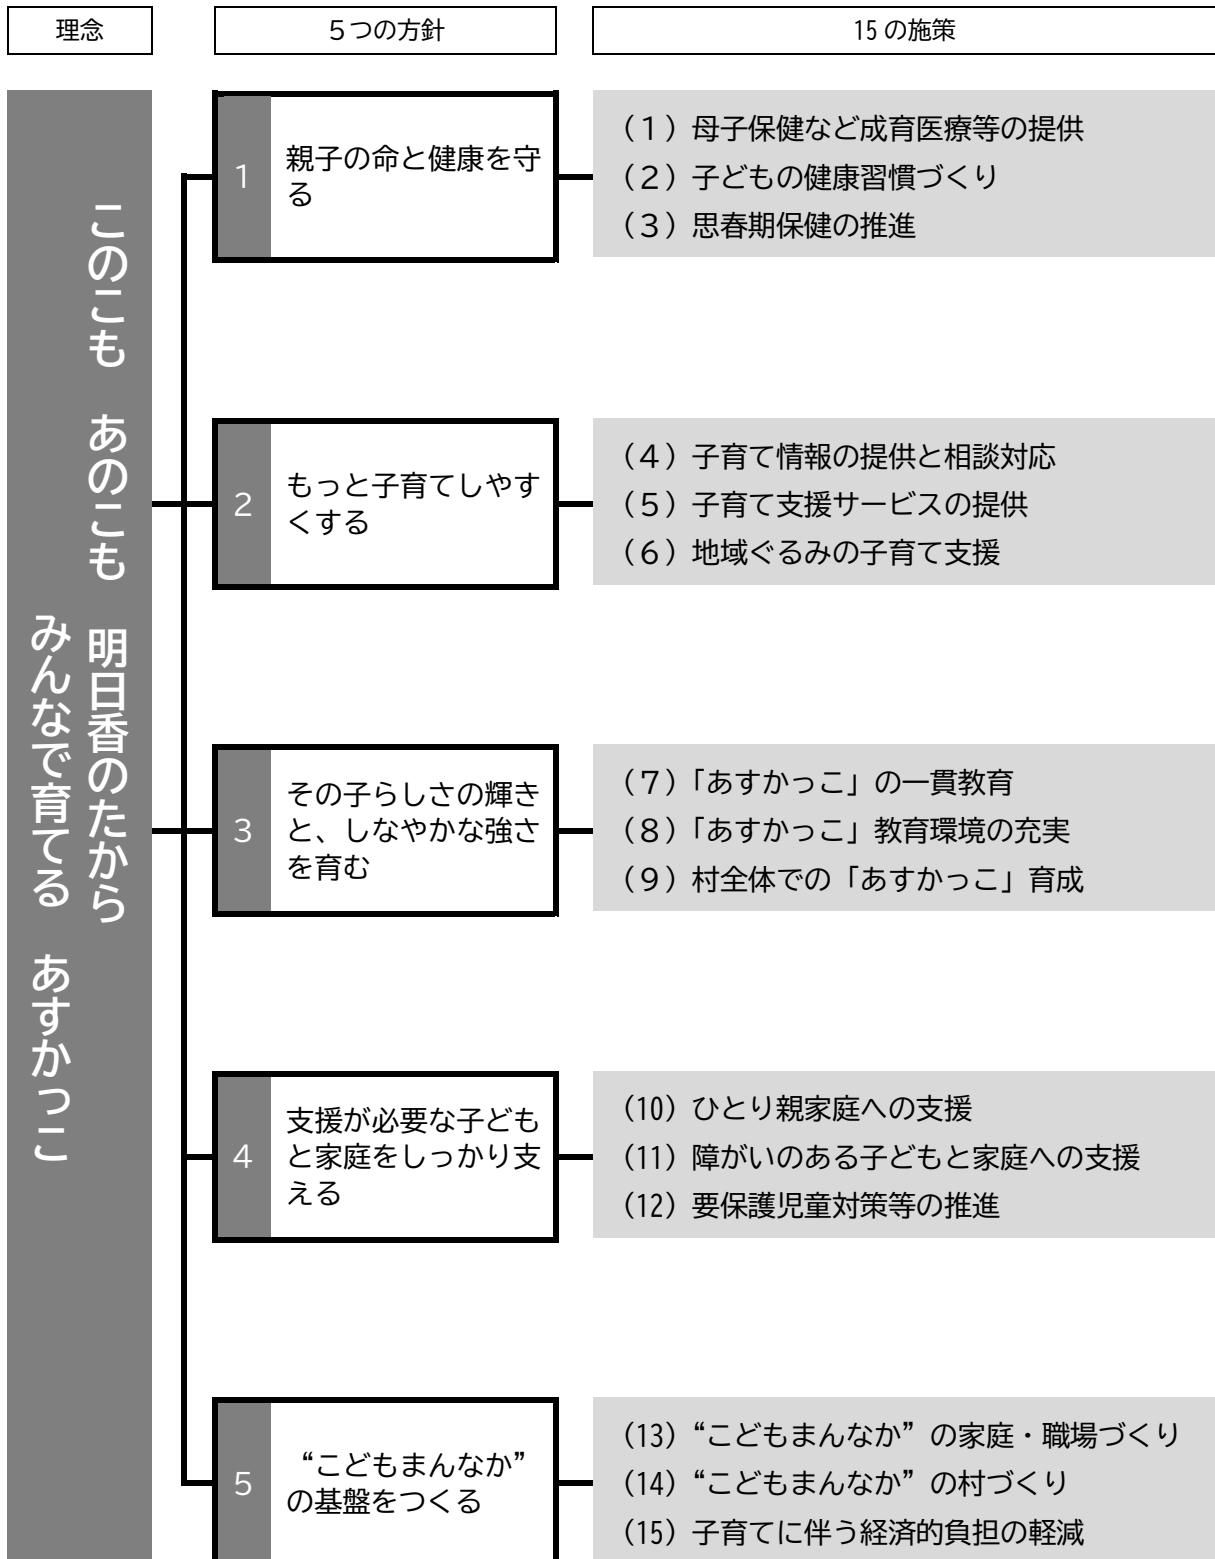 理念
5つの方針
15の施策
このこも　あのこも　明日香のたから
みんなで育てる　あすかっこ
1
親子の命と健康を守
る
（1）母子保健など成育医療等の提供
（2）子どもの健康習慣づくり
（3）思春期保健の推進
2
もっと子育てしやす
くする
（4）子育て情報の提供と相談対応
（5）子育て支援サービスの提供
（6）地域ぐるみの子育て支援
3
その子らしさの輝き
と、しなやかな強さ
を育む
（7）「あすかっこ」の一貫教育
（8）「あすかっこ」教育環境の充実
（9）村全体での「あすかっこ」育成
4
支援が必要な子ども
と家庭をしっかり支
える
（10）ひとり親家庭への支援
（11）障がいのある子どもと家庭への支援
（12）要保護児童対策等の推進
5
“こどもまんなか”
の基盤をつくる
（13）“こどもまんなか”の家庭・職場づくり
（14）“こどもまんなか”の村づくり
（15）子育てに伴う経済的負担の軽減